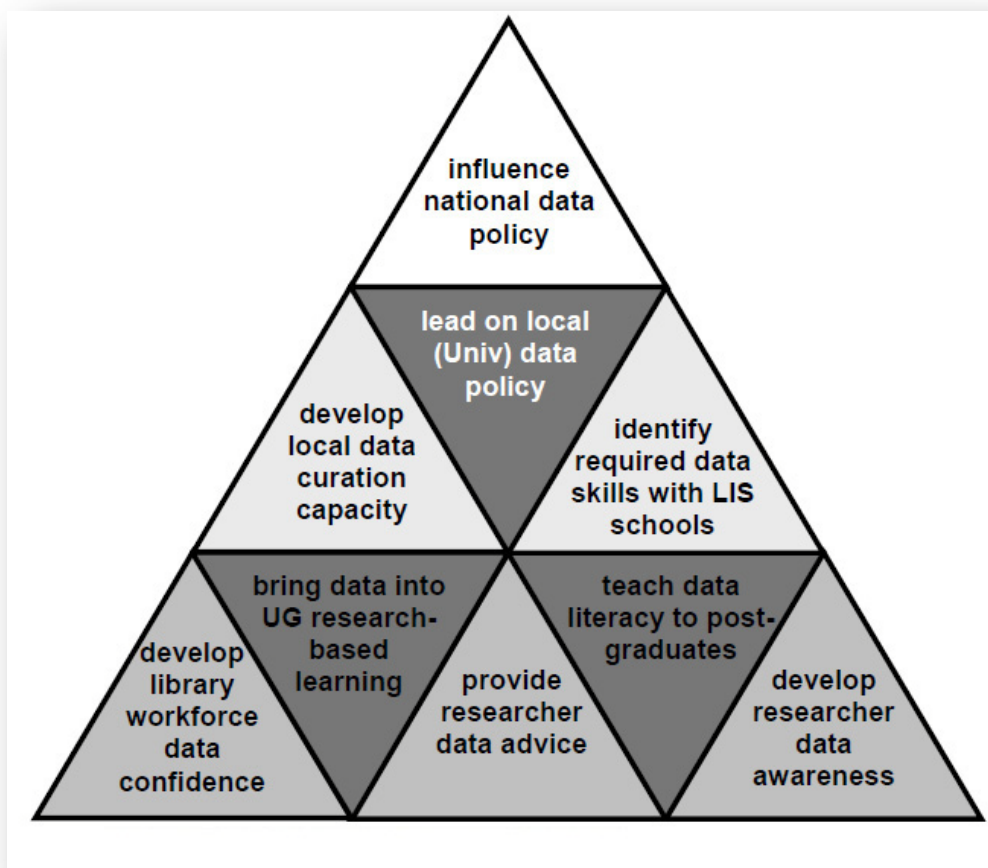 influence
national data
policy
lead on local
(Univ) data
policy
develop
local data
curation
capacity
identify
required data
skills with LIS
schools
develop
library
workforce
data
confidence
bring data into
UG research-
based
learning
provide
researcher
data advice
teach data
literacy to post-
graduates
develop
researcher
data
awareness